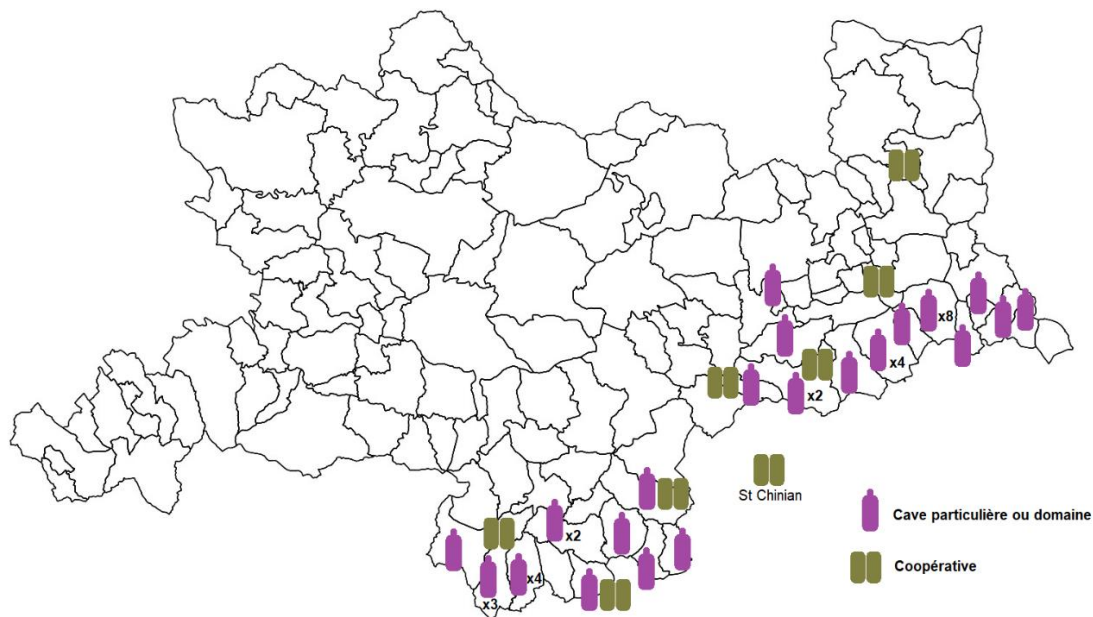 x8
x4
x2
St Chinian
Cave particulière ou domaine
x2
Coopérative
x4
x3